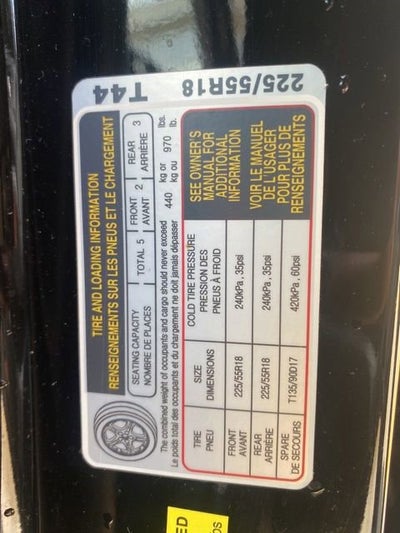 T44 225/55R18
TIRE AND LOADING INFORMATION
RENSEIGNEMENTS SUR LES PNEUS ET LE CHARGEMENT
SEATING CAPACITY TOTAL 5 FRONT 2 REAR 3
NOMBRE DE PLACES AVANT ARRIÈRE
The combined weight of occupants and cargo should never exceed 440 kg or 970 lbs.
Le poids total des occupants et du chargement ne doit jamais dépasser kg ou lb.
TIRE SIZE COLD TIRE PRESSURE
PNEU DIMENSIONS PRESSION DES
PNEUS À FROID
FRONT 225/55R18 240kPa, 35psi
AVANT
REAR 225/55R18 240kPa, 35psi
ARRIÈRE
SPARE T135/90D17 420kPa, 60psi
DE SECOURS
SEE OWNER'S
MANUAL FOR
ADDITIONAL
INFORMATION
VOIR LE MANUEL
DE L'USAGER
POUR PLUS DE
RENSEIGNEMENTS
ED
DS